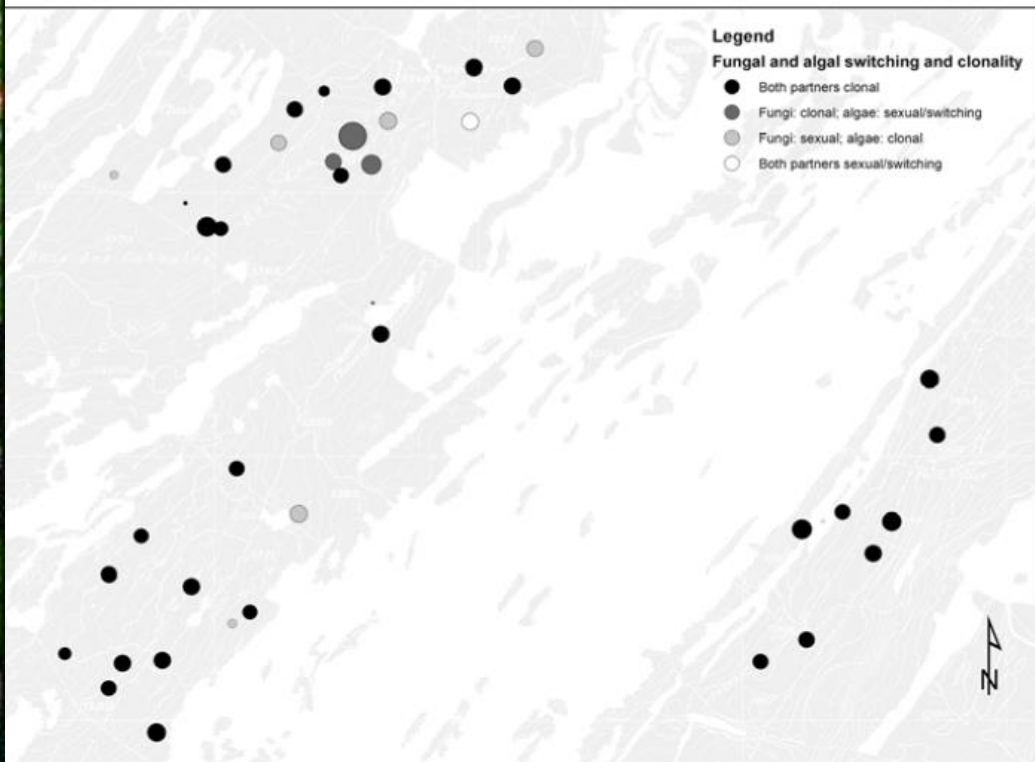 Legend
Fungal and algal switching and clonality
Both partners clonal
Fungi: clonal; algae: sexual/switching
Fungi: sexual; algae: clonal
Both partners sexual/switching
N